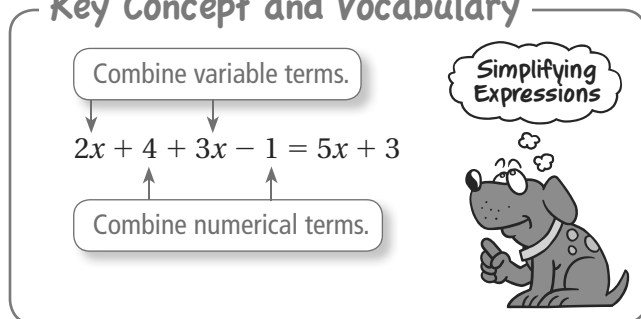 Key Concept and Vocabulary
Combine variable terms.
2x + 4 + 3x − 1 = 5x + 3
Combine numerical terms.
Simplifying
Expressions